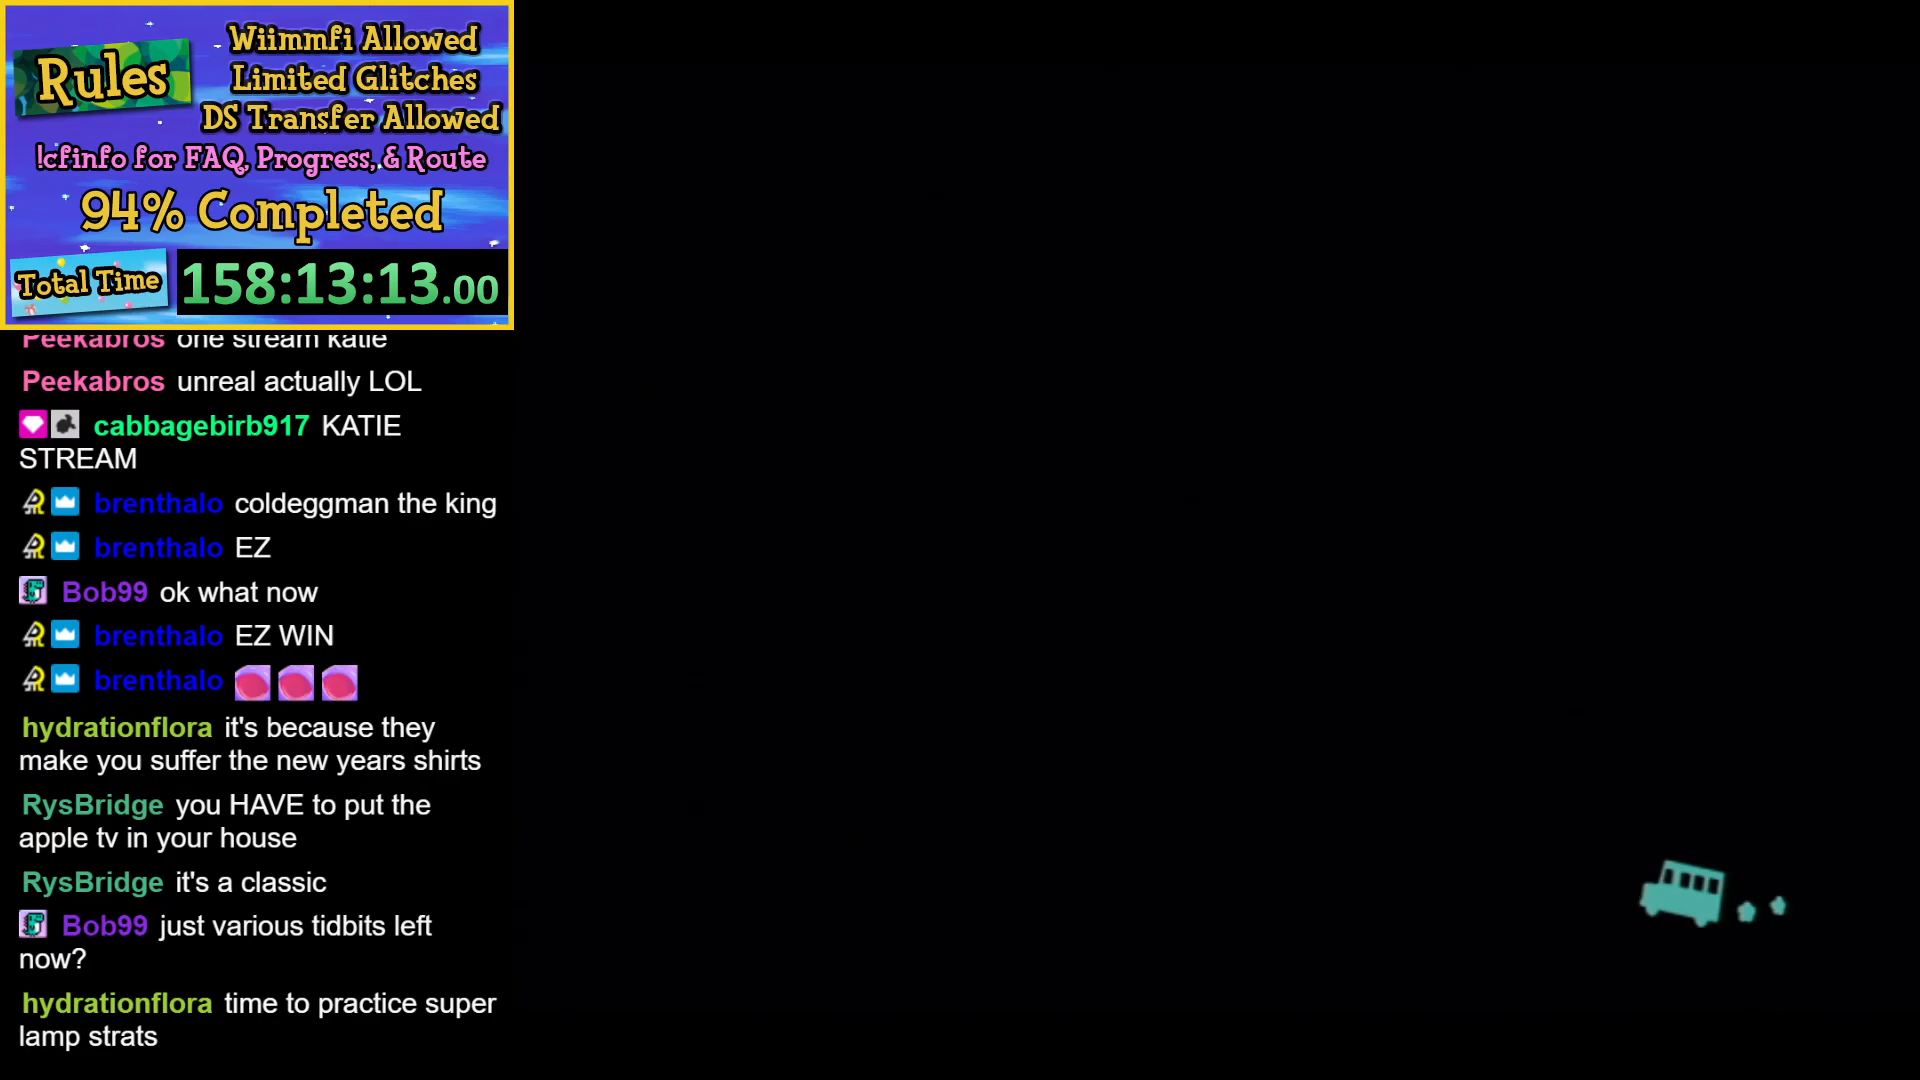 Rules
Wiimmfi Allowed
Limited Glitches
DS Transfer Allowed
!cfinfo for FAQ, Progress, & Route
94% Completed
Total Time 158:13:13.00
Peekabros one stream katie
Peekabros unreal actually LOL
cabbagebirb917 KATIE
STREAM
brenthalo coldeggman the king
brenthalo EZ
Bob99 ok what now
brenthalo EZ WIN
brenthalo
hydrationflora it's because they
make you suffer the new years shirts
RysBridge you HAVE to put the
apple tv in your house
RysBridge it's a classic
Bob99 just various tidbits left
now?
hydrationflora time to practice super
lamp strats